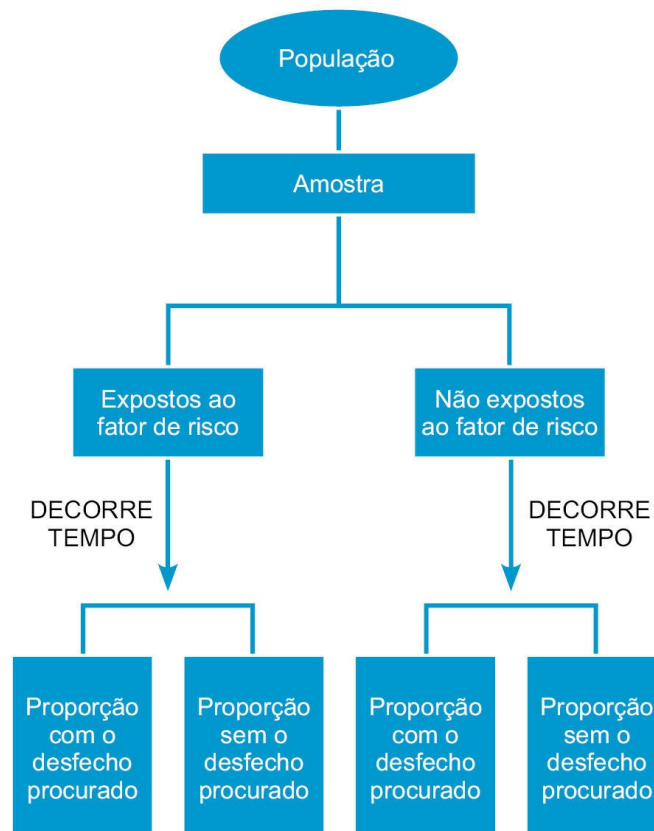 População
Amostra
Expostos ao
fator de risco
Não expostos
ao fator de risco
DECORRE
TEMPO
DECORRE
TEMPO
Proporção
com o
desfecho
procurado
Proporção
sem o
desfecho
procurado
Proporção
com o
desfecho
procurado
Proporção
sem o
desfecho
procurado